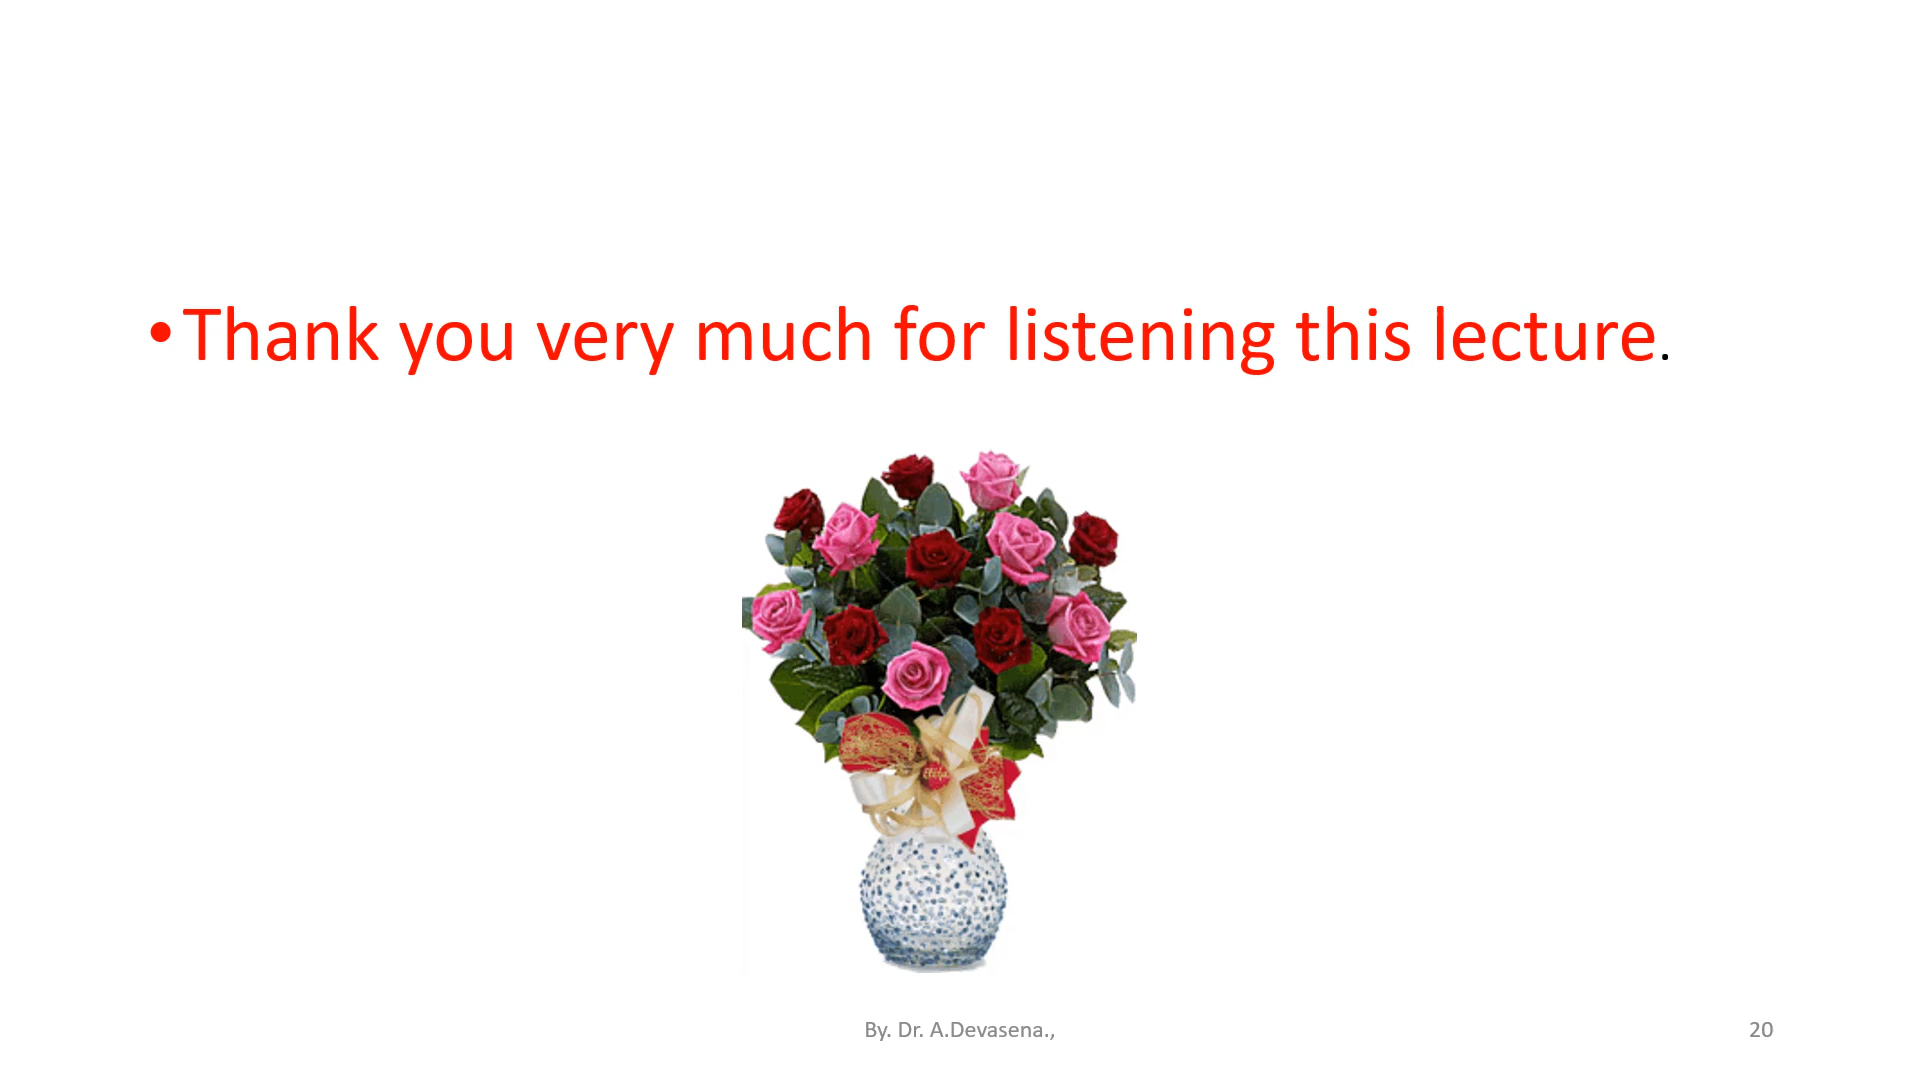 • Thank you very much for listening this lecture.
By. Dr. A.Devasena.,
20